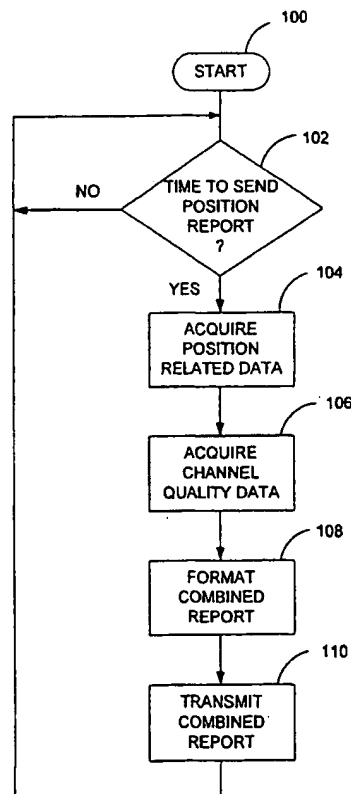 100
START
102
TIME TO SEND
POSITION
REPORT
?
NO
YES
104
ACQUIRE
POSITION
RELATED DATA
106
ACQUIRE
CHANNEL
QUALITY DATA
108
FORMAT
COMBINED
REPORT
110
TRANSMIT
COMBINED
REPORT